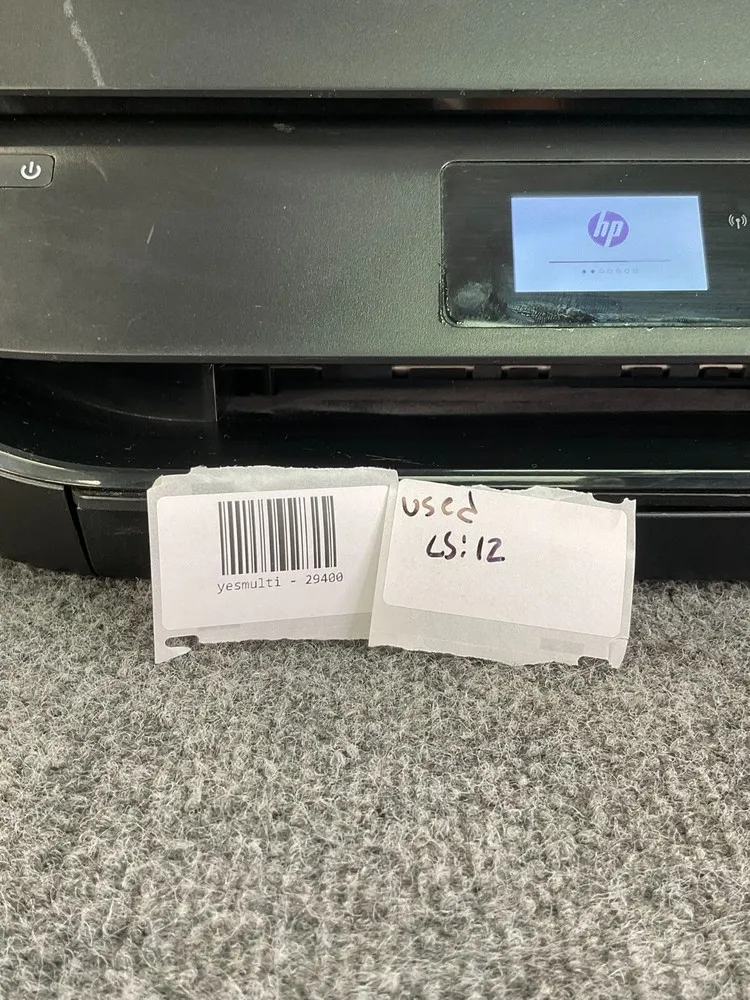 hp
yesmulti - 29400
used
LS:12